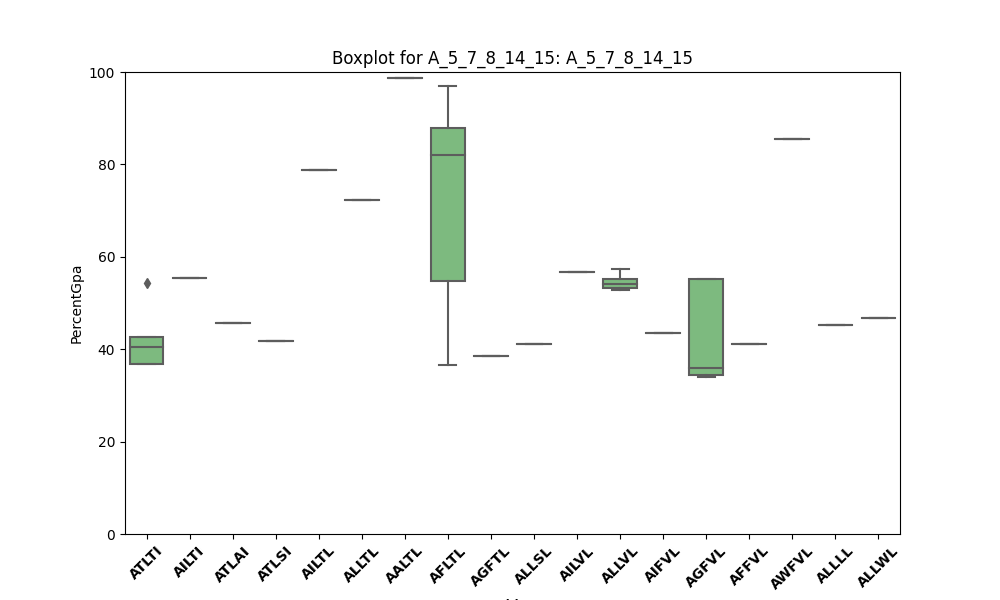 Boxplot for A_5_7_8_14_15: A_5_7_8_14_15
100
80
60
40
20
0
PercentGpa
ATLTI
AILTI
ATLAI
ATLSI
AILTL
ALLTL
AALTL
AFLTL
AGFTL
ALLSL
AILVL
ALLVL
AIFVL
AGFVL
AFFVL
AWFVL
ALLLL
ALLWL